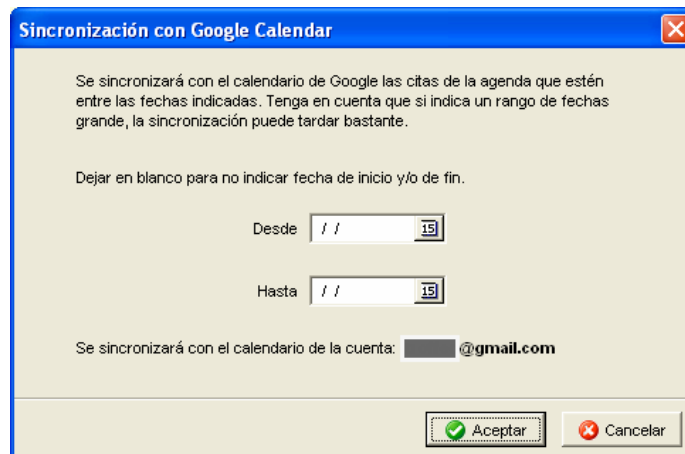 Sincronización con Google Calendar
Se sincronizará con el calendario de Google las citas de la agenda que estén
entre las fechas indicadas. Tenga en cuenta que si indica un rango de fechas
grande, la sincronización puede tardar bastante.
Dejar en blanco para no indicar fecha de inicio y/o de fin.
Desde / / 15
Hasta / / 15
Se sincronizará con el calendario de la cuenta: @gmail.com
Aceptar Cancelar